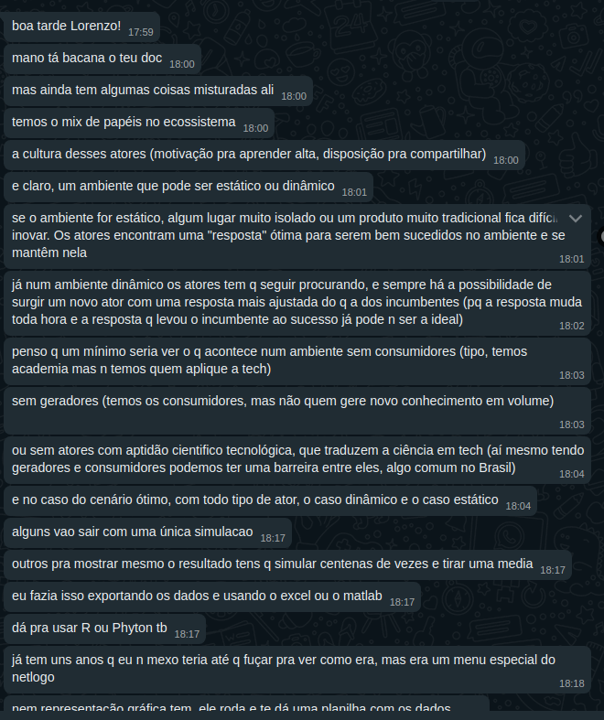 boa tarde Lorenzo! 17:59
mano tá bacana o teu doc 18:00
mas ainda tem algumas coisas misturadas ali 18:00
temos o mix de papéis no ecossistema 18:00
a cultura desses atores (motivação pra aprender alta, disposição pra compartilhar) 18:00
e claro, um ambiente que pode ser estático ou dinâmico 18:01
se o ambiente for estático, algum lugar muito isolado ou um produto muito tradicional fica
inovar. Os atores encontram uma "resposta" ótima para serem bem sucedidos no ambiente e se
mantêm nela
18:01
já num ambiente dinâmico os atores tem q seguir procurando, e sempre há a possibilidade de
surgir um novo ator com uma resposta mais ajustada do q a dos incumbentes (pq a resposta muda
toda hora e a resposta q levou o incumbente ao sucesso já pode n ser a ideal) 18:02
penso q um mínimo seria ver o q acontece num ambiente sem consumidores (tipo, temos
academia mas n temos quem aplique a tech) 18:03
sem geradores (temos os consumidores, mas não quem gere novo conhecimento em volume)
18:03
ou sem atores com aptidão cientifico tecnológica, que traduzem a ciência em tech (aí mesmo tendo
geradores e consumidores podemos ter uma barreira entre eles, algo comum no Brasil) 18:04
e no caso do cenário ótimo, com todo tipo de ator, o caso dinâmico e o caso estático 18:04
alguns vao sair com uma única simulacao 18:17
outros pra mostrar mesmo o resultado tens q simular centenas de vezes e tirar uma media 18:17
eu fazia isso exportando os dados e usando o excel ou o matlab 18:17
dá pra usar R ou Phyton tb 18:17
já tem uns anos q eu n mexo teria até q fuçar pra ver como era, mas era um menu especial do
netlogo 18:18
nem representação gráfica tem, ele roda e te dá uma planilha com os dados